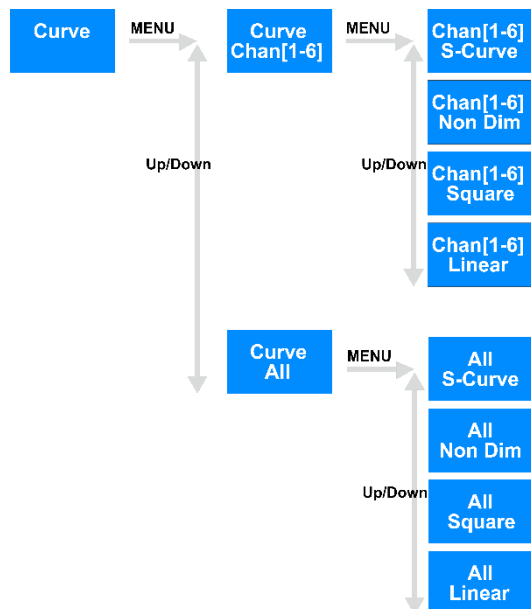 Curve
MENU
Curve
Chan[1-6]
MENU
Chan[1-6]
S-Curve
Chan[1-6]
Non Dim
Up/Down
Up/Down
Chan[1-6]
Square
Chan[1-6]
Linear
Curve
All
MENU
All
S-Curve
All
Non Dim
Up/Down
All
Square
All
Linear